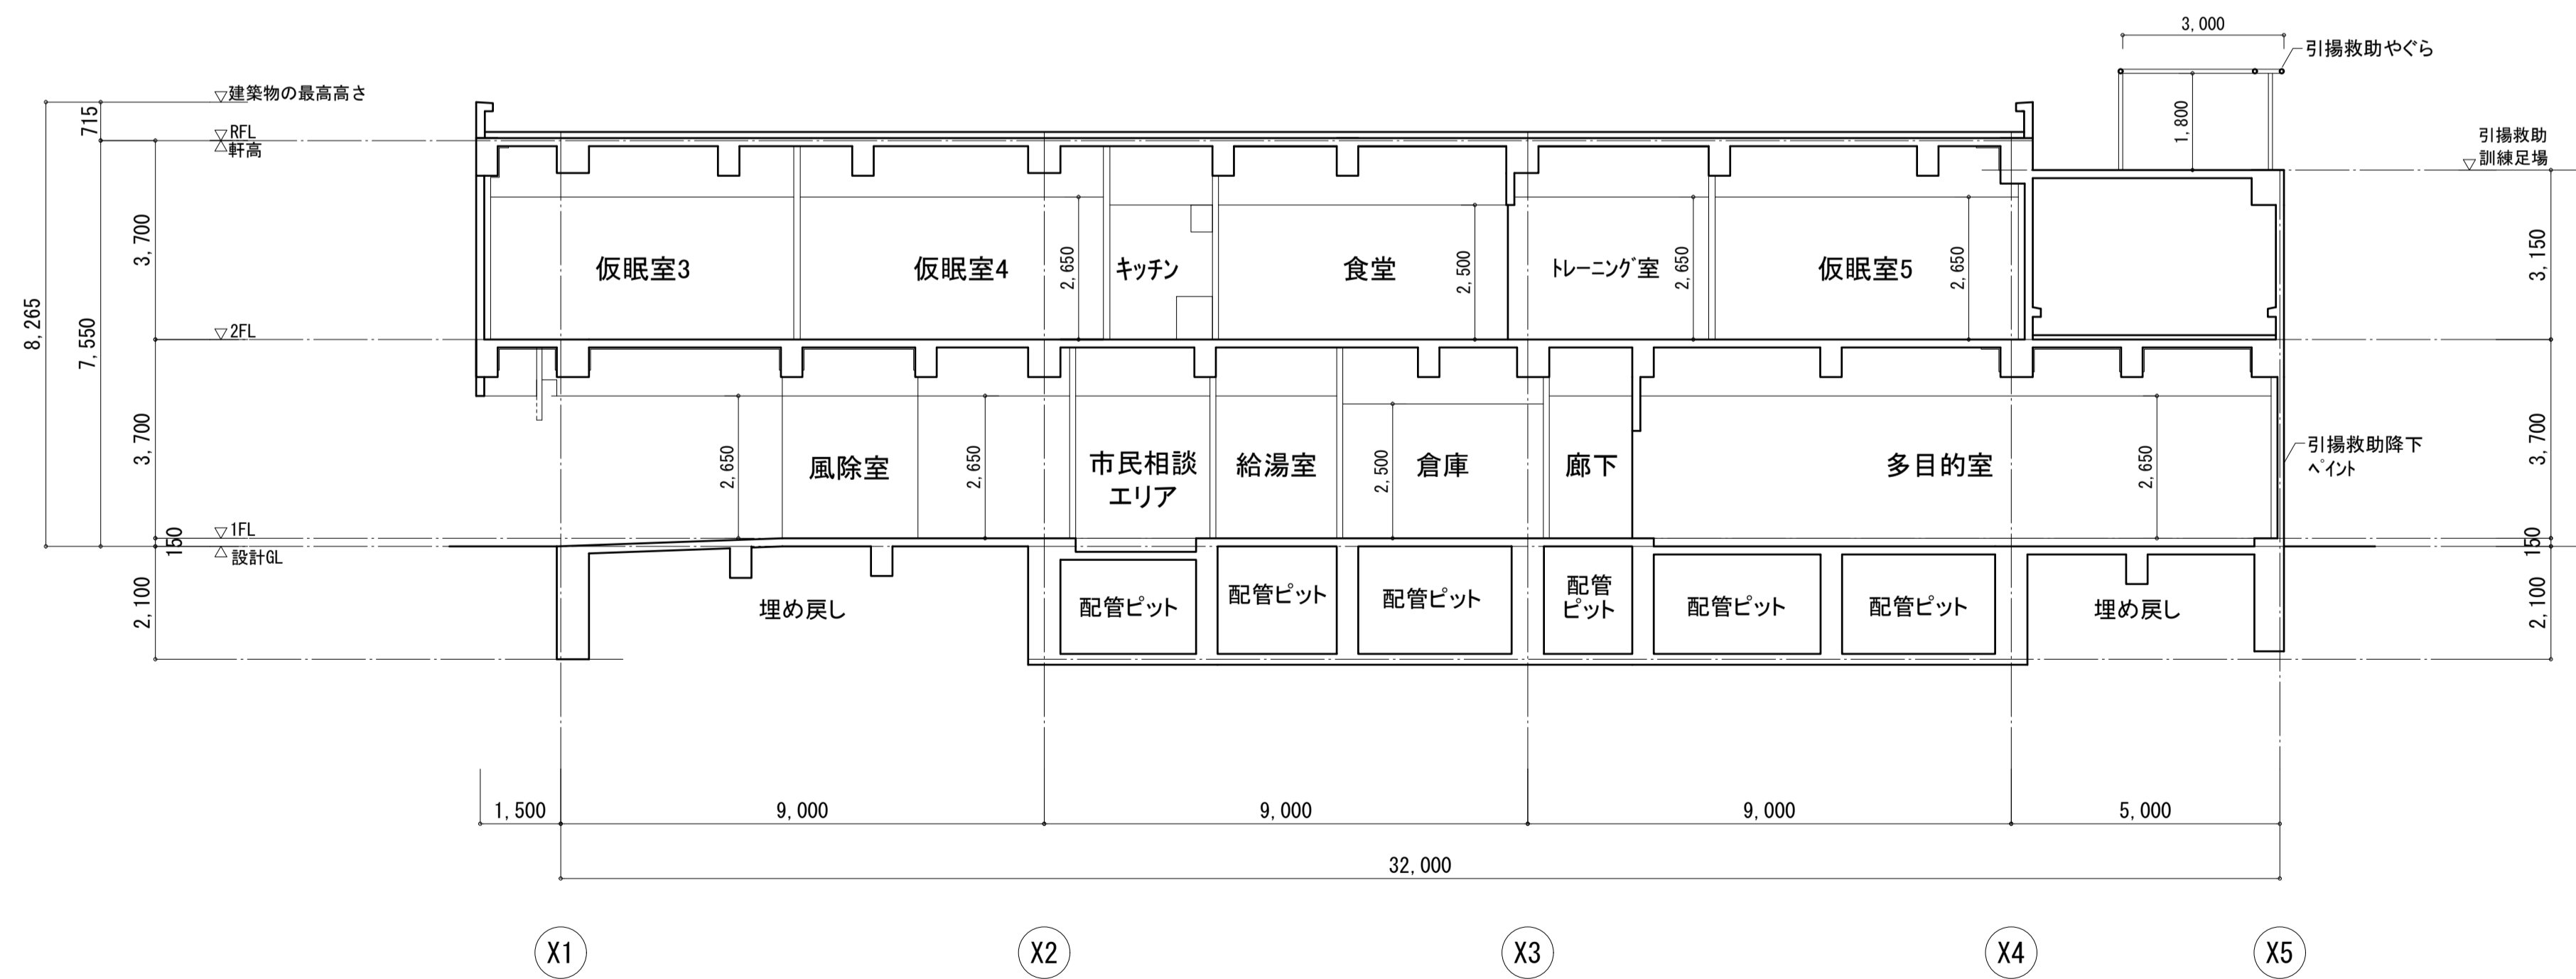 3,000
引揚救助やぐら
建築物の最高高さ
715
RFL
軒高
1,800
引揚救助
訓練足場
3,700
8,265
7,550
2,650
2,500
2,650
2,650
3,150
仮眠室3
仮眠室4
キッチン
食堂
トレーニング室
仮眠室5
2FL
3,700
2,650
2,650
2,500
2,650
3,700
風除室
市民相談
エリア
給湯室
倉庫
廊下
多目的室
引揚救助降下
ペイント
1FL
150
設計GL
150
2,100
2,100
埋め戻し
配管ピット
配管ピット
配管ピット
配管
ピット
配管ピット
配管ピット
埋め戻し
1,500
9,000
9,000
9,000
5,000
32,000
X1
X2
X3
X4
X5